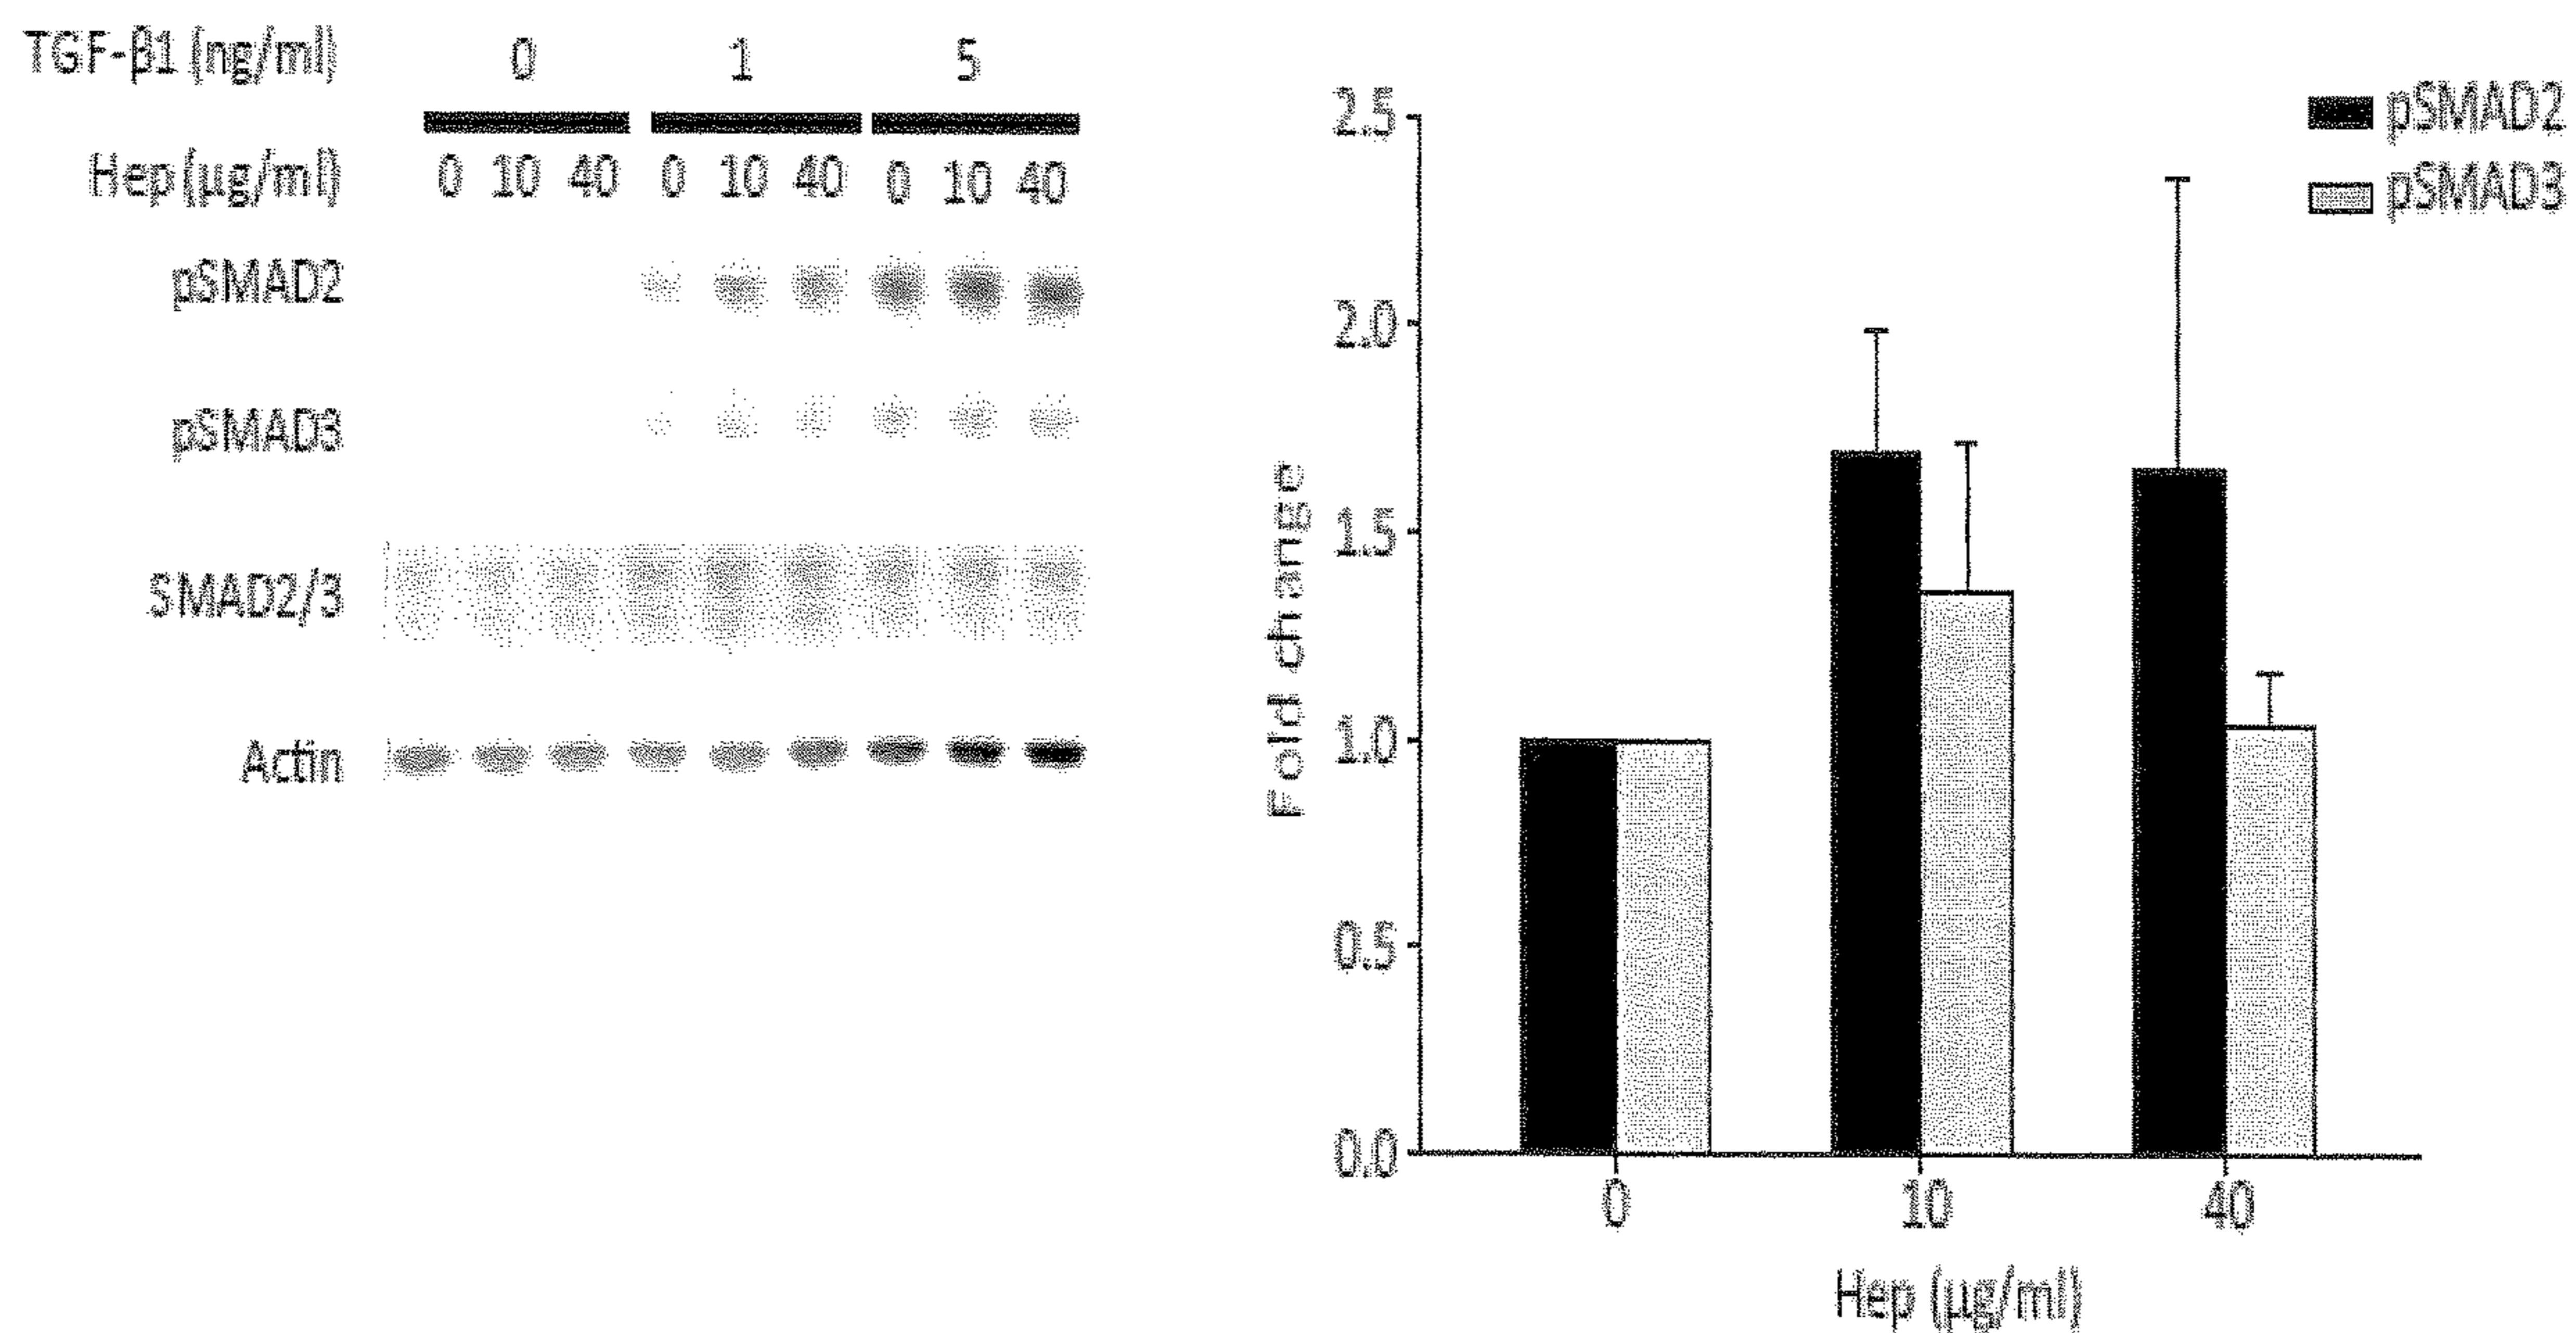 TGF-β1 (ng/ml) 0 1 5
Hep (µg/ml) 0 10 40 0 10 40 0 10 40
pSMAD2
pSMAD3
SMAD2/3
Actin
pSMAD2
pSMAD3
Fold change
2.5
2.0
1.5
1.0
0.5
0.0
0 10 40
Hep (µg/ml)